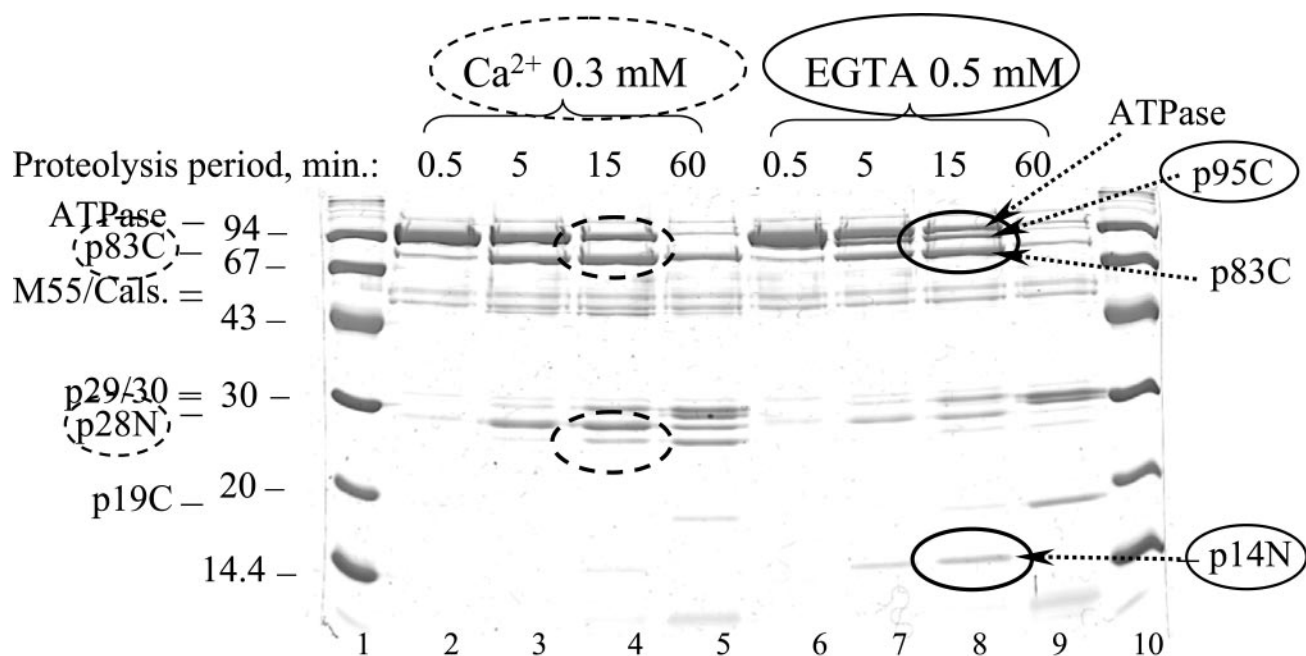 Ca²⁺ 0.3 mM EGTA 0.5 mM
ATPase
Proteolysis period, min.: 0.5 5 15 60 0.5 5 15 60
p95C
ATPase –
94 –
p83C
67 –
p83C
M55/Cals. =
43 –
p29/30 = 30 –
p28N –
20 –
p19C –
14.4 –
p14N
1 2 3 4 5 6 7 8 9 10